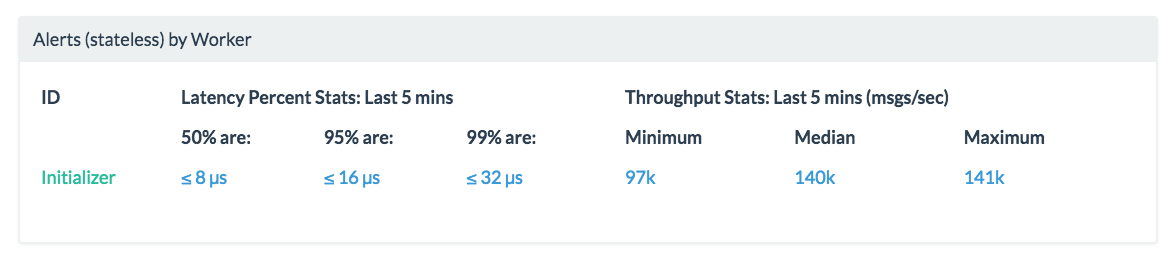 Alerts (stateless) by Worker
ID Latency Percent Stats: Last 5 mins Throughput Stats: Last 5 mins (msgs/sec)
50% are: 95% are: 99% are: Minimum Median Maximum
Initializer ≤ 8 μs ≤ 16 μs ≤ 32 μs 97k 140k 141k